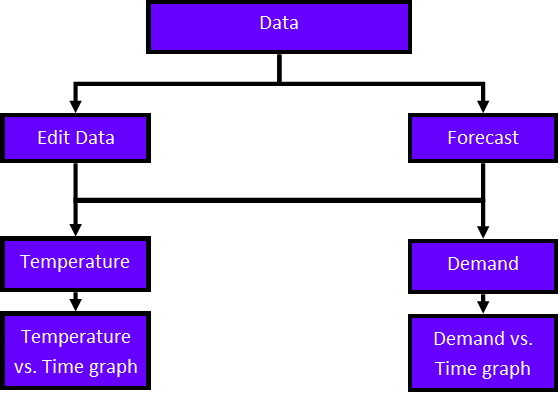 Data
Edit Data
Forecast
Temperature
Demand
Temperature
vs. Time graph
Demand vs.
Time graph